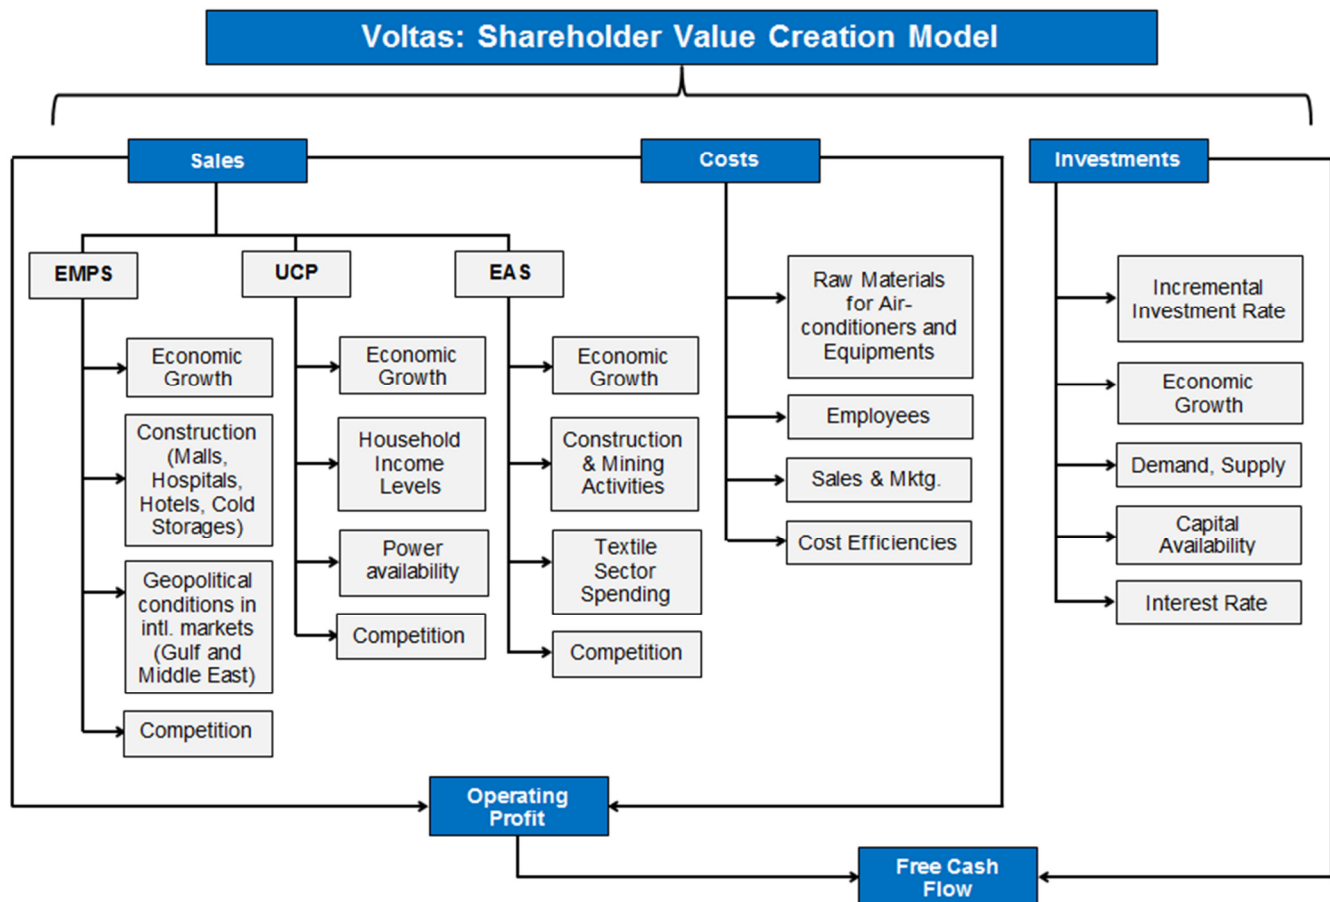 Voltas: Shareholder Value Creation Model
Sales
Costs
Investments
EMPS
UCP
EAS
Economic
Growth
Construction
(Malls,
Hospitals,
Hotels, Cold
Storages)
Geopolitical
conditions in
intl. markets
(Gulf and
Middle East)
Competition
Economic
Growth
Household
Income
Levels
Power
availability
Competition
Economic
Growth
Construction
& Mining
Activities
Textile
Sector
Spending
Competition
Raw Materials
for Air-
conditioners and
Equipments
Employees
Sales & Mktg.
Cost Efficiencies
Incremental
Investment Rate
Economic
Growth
Demand, Supply
Capital
Availability
Interest Rate
Operating
Profit
Free Cash
Flow